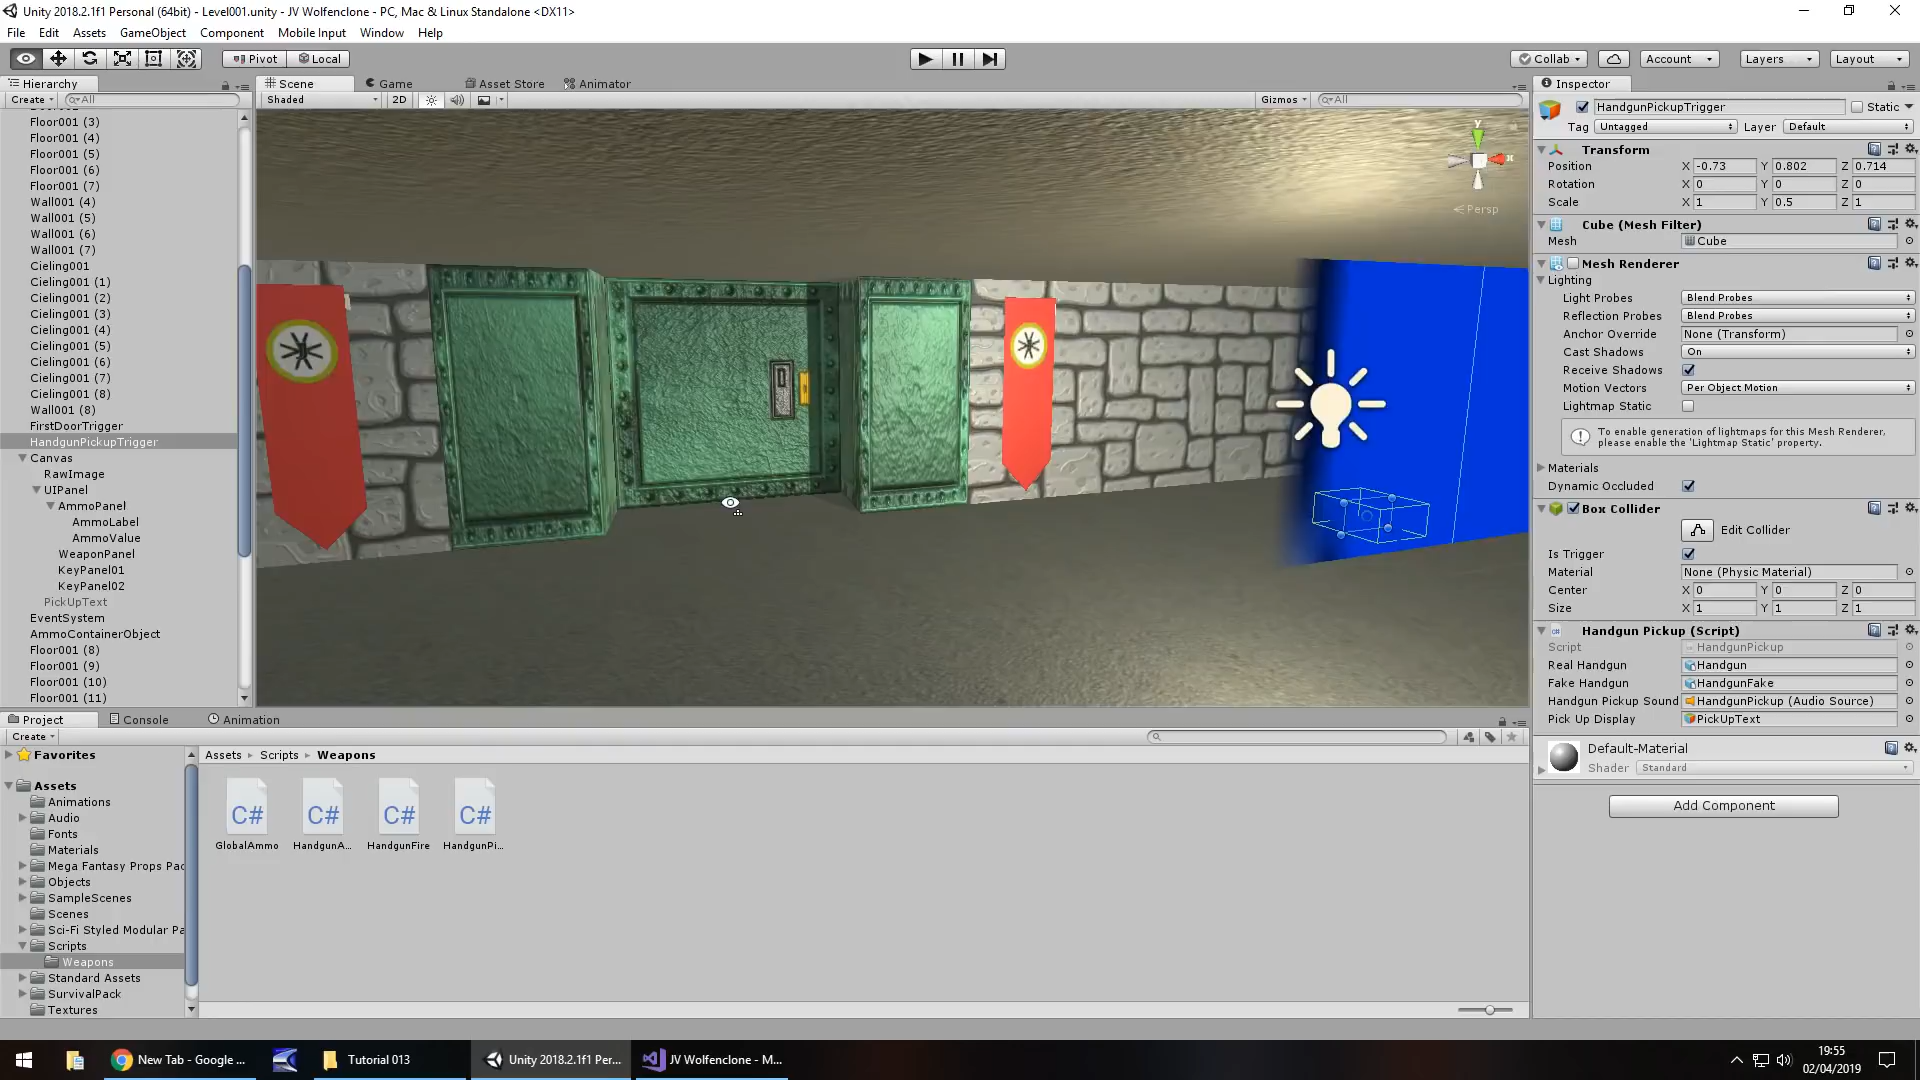 Unity 2018.2.1f1 Personal (64bit) - Level001.unity - JV Wolfenclone - PC, Mac & Linux Standalone <DX11>
File Edit Assets GameObject Component Mobile Input Window Help
Pivot Local Collab Account Layers Layout
Hierarchy
Create All
Floor001 (3)
Floor001 (4)
Floor001 (5)
Floor001 (6)
Floor001 (7)
Wall001 (4)
Wall001 (5)
Wall001 (6)
Wall001 (7)
Cieling001
Cieling001 (1)
Cieling001 (2)
Cieling001 (3)
Cieling001 (4)
Cieling001 (5)
Cieling001 (6)
Cieling001 (7)
Cieling001 (8)
Wall001 (8)
FirstDoorTrigger
HandgunPickupTrigger
Canvas
RawImage
UIPanel
AmmoPanel
AmmoLabel
AmmoValue
WeaponPanel
KeyPanel01
KeyPanel02
PickUpText
EventSystem
AmmoContainerObject
Floor001 (8)
Floor001 (9)
Floor001 (10)
Floor001 (11)
Scene Game Asset Store Animator
Shaded 2D Gizmos All
Y
X
Persp
Inspector
HandgunPickupTrigger Static
Tag Untagged Layer Default
Transform
Position X -0.73 Y 0.802 Z 0.714
Rotation X 0 Y 0 Z 0
Scale X 1 Y 0.5 Z 1
Cube (Mesh Filter)
Mesh Cube
Mesh Renderer
Lighting
Light Probes Blend Probes
Reflection Probes Blend Probes
Anchor Override None (Transform)
Cast Shadows On
Receive Shadows
Motion Vectors Per Object Motion
Lightmap Static
To enable generation of lightmaps for this Mesh Renderer,
please enable the 'Lightmap Static' property.
Materials
Dynamic Occluded
Box Collider
Edit Collider
Is Trigger
Material None (Physic Material)
Center X 0 Y 0 Z 0
Size X 1 Y 1 Z 1
Handgun Pickup (Script)
Script HandgunPickup
Real Handgun Handgun
Fake Handgun HandgunFake
Handgun Pickup Sound HandgunPickup (Audio Source)
Pick Up Display PickUpText
Default-Material
Shader Standard
Add Component
Project Console Animation
Create
Favorites
Assets
Animations
Audio
Fonts
Materials
Mega Fantasy Props Pac
Objects
SampleScenes
Scenes
Sci-Fi Styled Modular Pa
Scripts
Weapons
Standard Assets
SurvivalPack
Textures
Assets Scripts Weapons
C# C# C# C#
GlobalAmmo HandgunA... HandgunFire HandgunPi...
New Tab - Google ... Tutorial 013 Unity 2018.2.1f1 Per... JV Wolfenclone - M...
19:55
02/04/2019